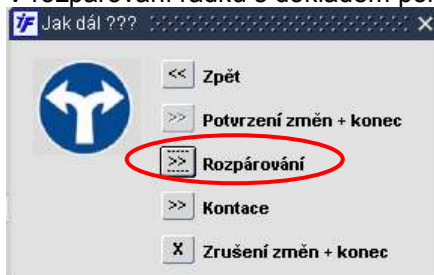 Jak dál ???
<< Zpět
>> Potvrzení změn + konec
>> Rozpárování
>> Kontace
X Zrušení změn + konec